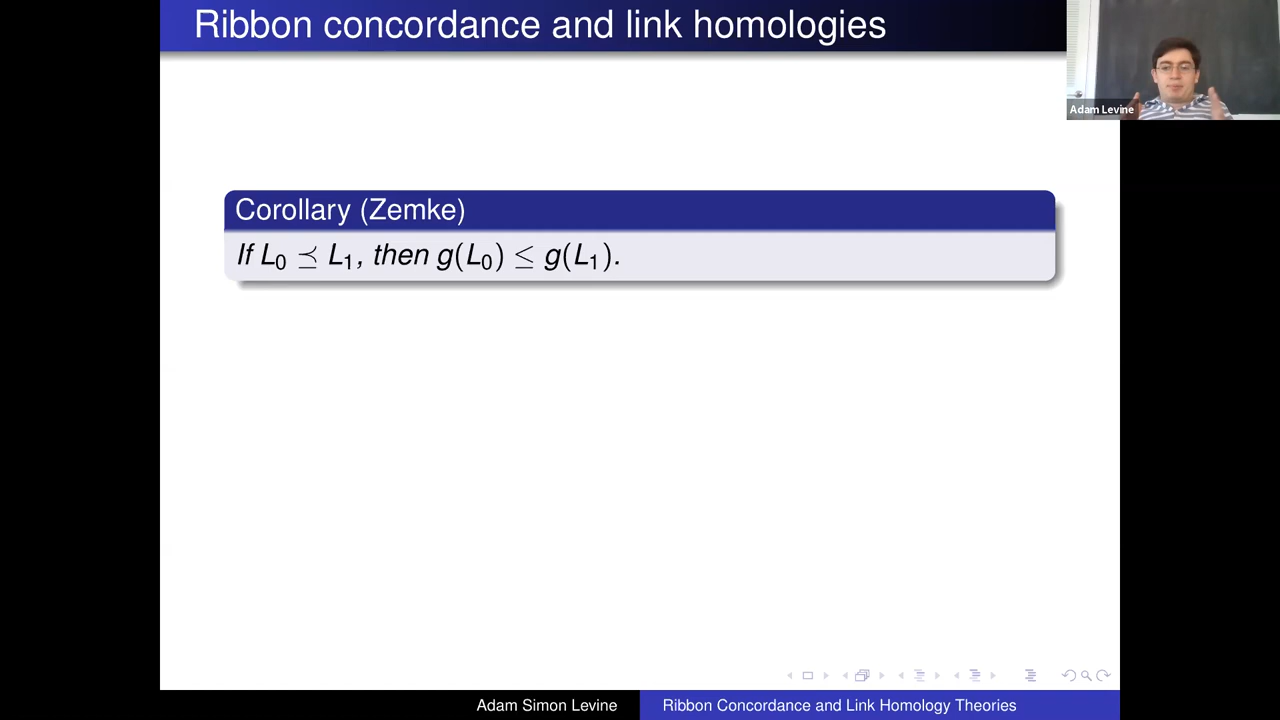 Ribbon concordance and link homologies
Adam Levine
Corollary (Zemke)
If L₀ ⪯ L₁, then g(L₀) ≤ g(L₁).
Adam Simon Levine
Ribbon Concordance and Link Homology Theories